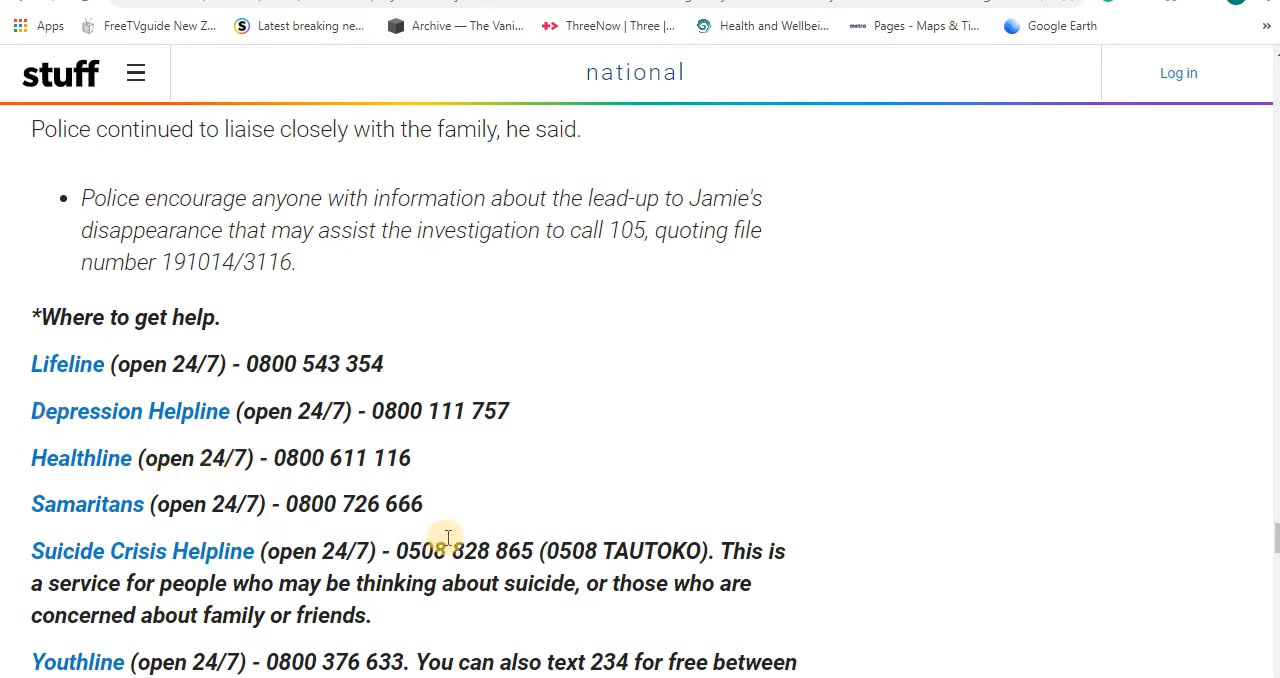 Apps FreeTVguide New Z... Latest breaking ne... Archive — The Vani... ThreeNow | Three |... Health and Wellbei... metro Pages - Maps & Ti... Google Earth »
stuff national Log in
Police continued to liaise closely with the family, he said.
• Police encourage anyone with information about the lead-up to Jamie's
disappearance that may assist the investigation to call 105, quoting file
number 191014/3116.
*Where to get help.
Lifeline (open 24/7) - 0800 543 354
Depression Helpline (open 24/7) - 0800 111 757
Healthline (open 24/7) - 0800 611 116
Samaritans (open 24/7) - 0800 726 666
Suicide Crisis Helpline (open 24/7) - 0508 828 865 (0508 TAUTOKO). This is
a service for people who may be thinking about suicide, or those who are
concerned about family or friends.
Youthline (open 24/7) - 0800 376 633. You can also text 234 for free between